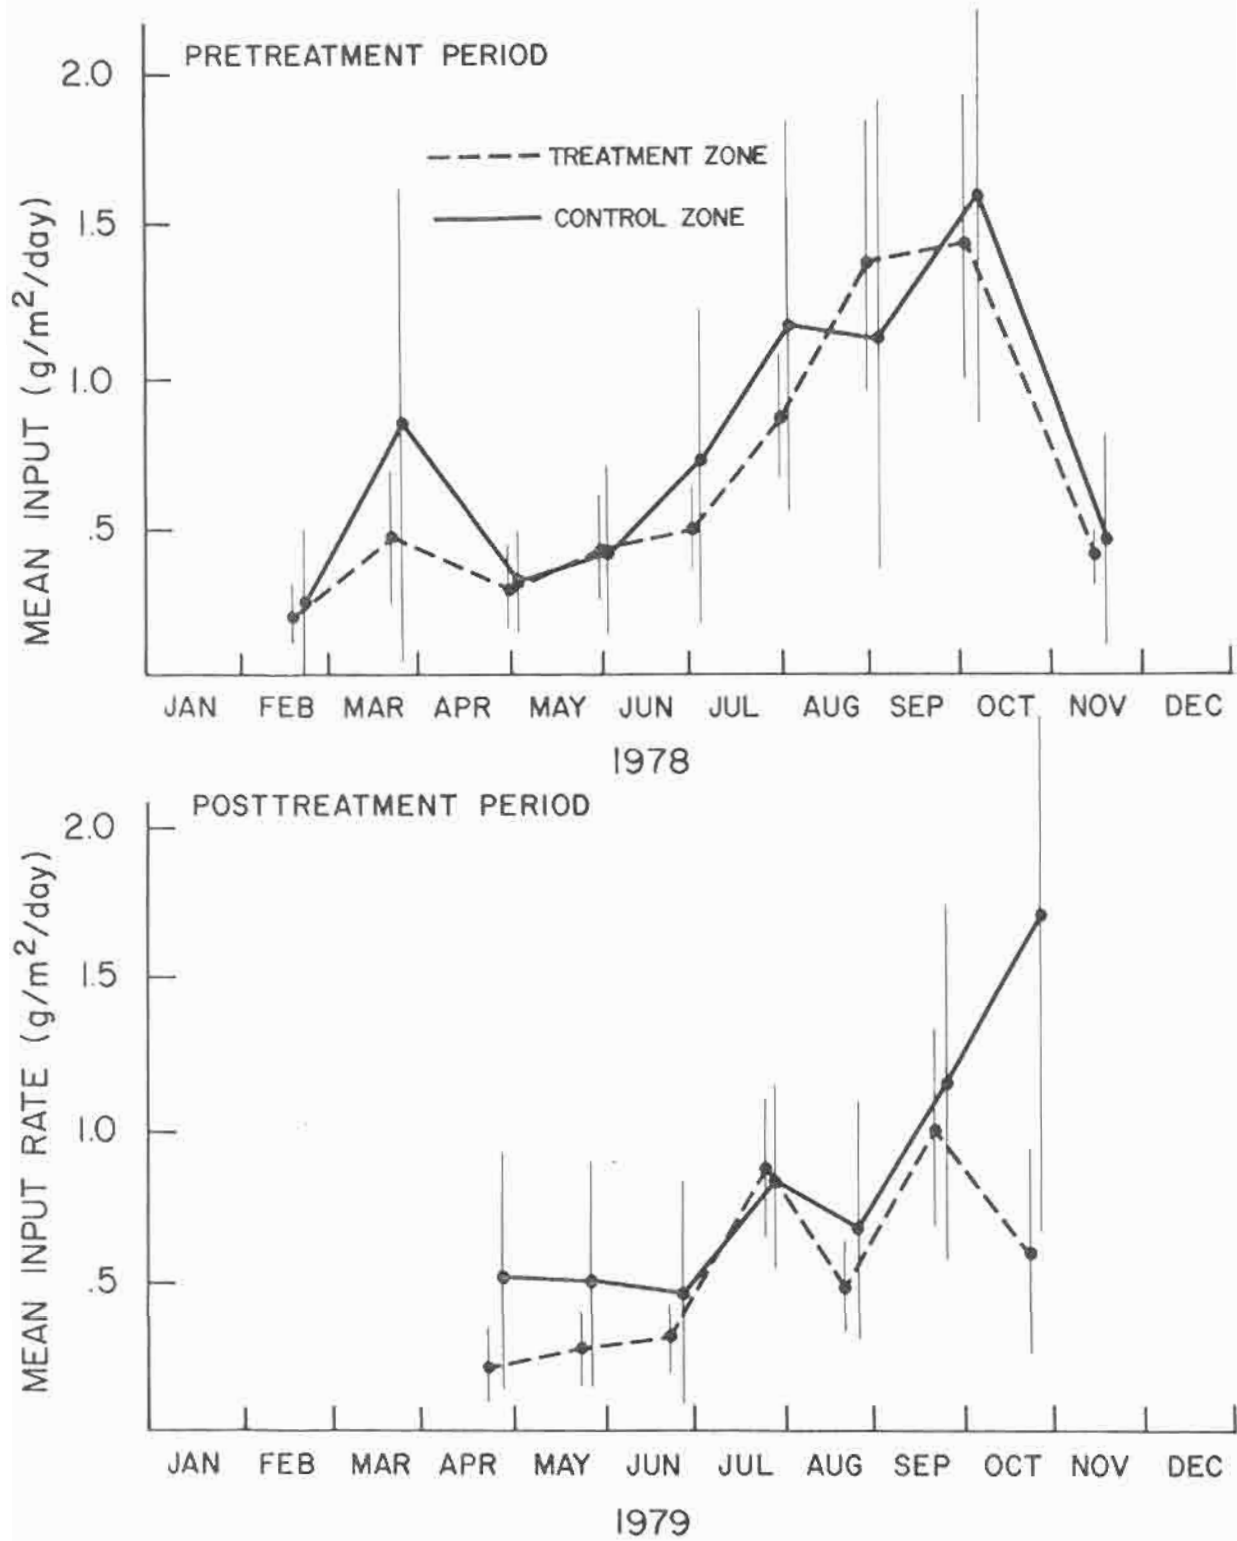 PRETREATMENT PERIOD
2.0
TREATMENT ZONE
CONTROL ZONE
1.5
1.0
.5
MEAN INPUT (g/m²/day)
JAN FEB MAR APR MAY JUN JUL AUG SEP OCT NOV DEC
1978
POSTTREATMENT PERIOD
2.0
1.5
1.0
.5
MEAN INPUT RATE (g/m²/day)
JAN FEB MAR APR MAY JUN JUL AUG SEP OCT NOV DEC
1979